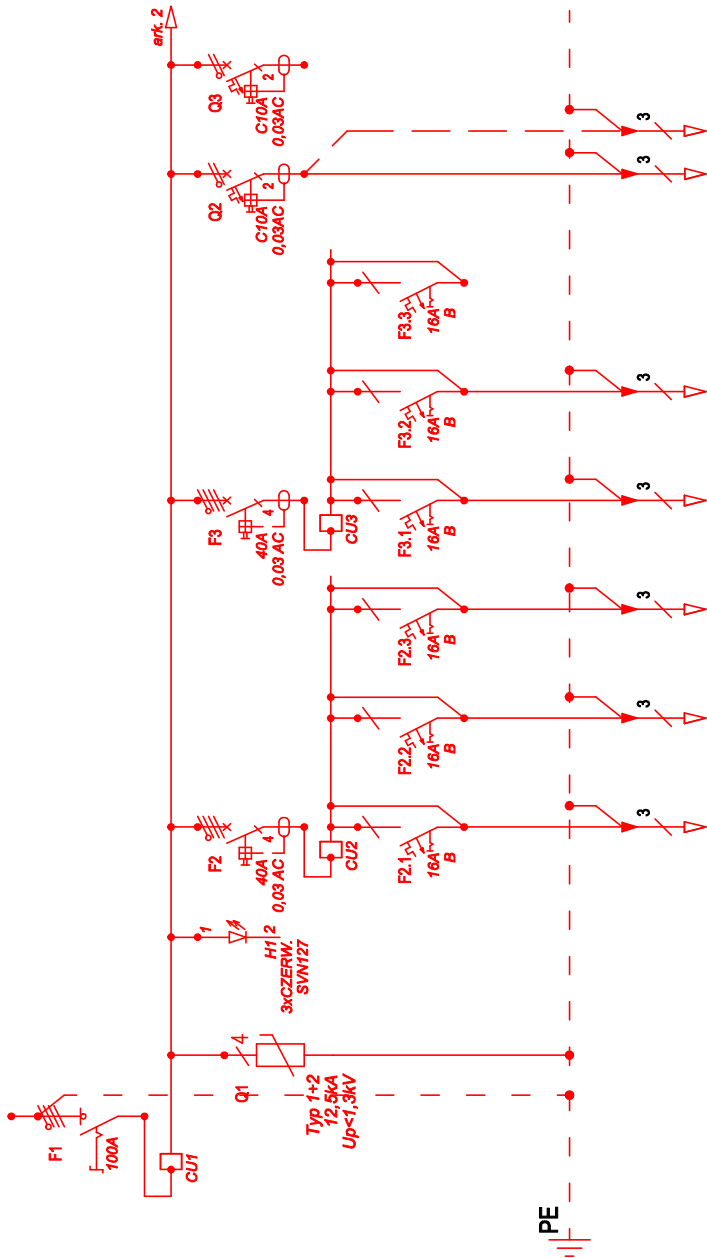 F1
100A
CU1
Q1
4
Typ 1+2
12,5kA
Up<1,3kV
1
H1 2
3xCZERW.
SVN127
F2
4
40A
0,03 AC
CU2
F2.1
16A
B
F2.2
16A
B
F2.3
16A
B
F3
4
40A
0,03 AC
CU3
F3.1
16A
B
F3.2
16A
B
F3.3
16A
B
Q2
2
C10A
0,03AC
Q3
2
C10A
0,03AC
ark. 2
PE
3
3
3
3
3
3
3